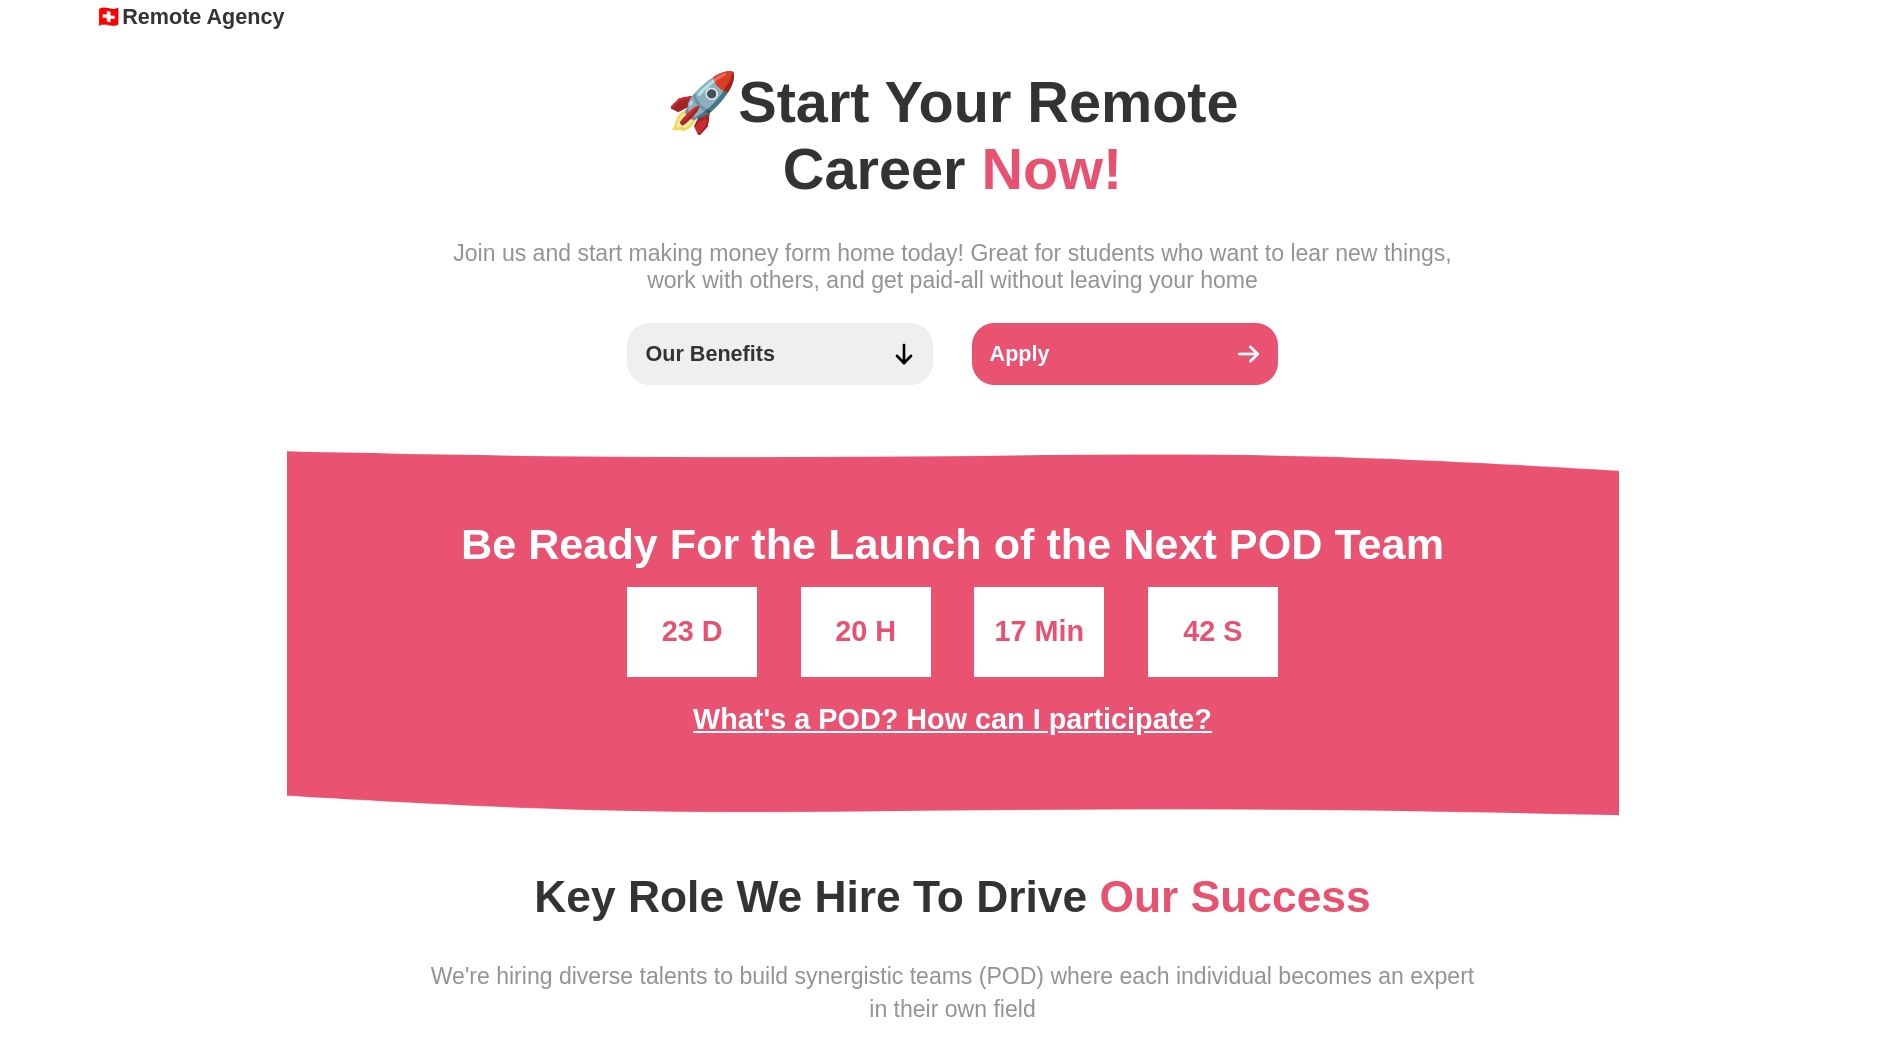 🇨🇭Remote Agency
🚀Start Your Remote
Career Now!
Join us and start making money form home today! Great for students who want to lear new things,
work with others, and get paid-all without leaving your home
Our Benefits
Apply
Be Ready For the Launch of the Next POD Team
23 D
20 H
17 Min
42 S
What's a POD? How can I participate?
Key Role We Hire To Drive Our Success
We're hiring diverse talents to build synergistic teams (POD) where each individual becomes an expert
in their own field